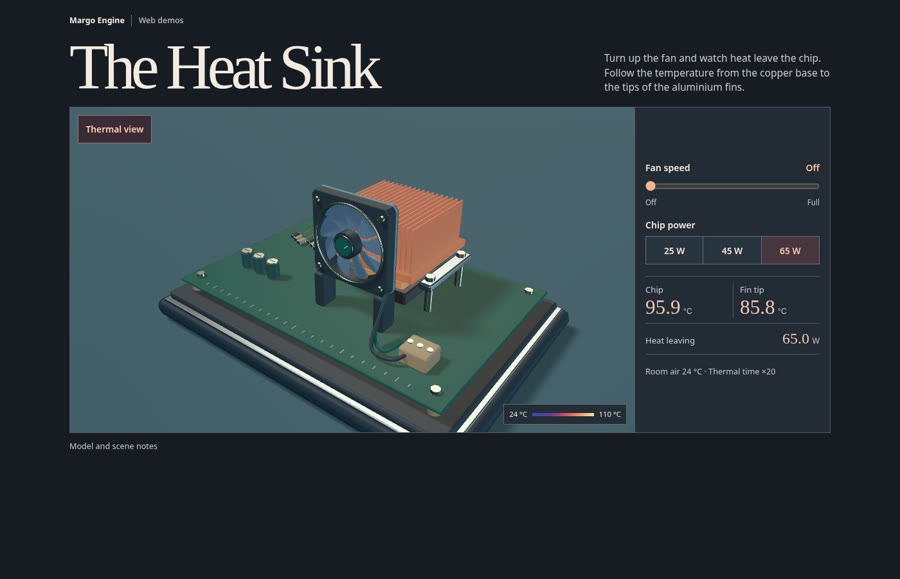 Margo Engine
Web demos
The Heat Sink
Turn up the fan and watch heat leave the chip.
Follow the temperature from the copper base to
the tips of the aluminium fins.
Thermal view
24 °C
110 °C
Fan speed
Off
Off
Full
Chip power
25 W
45 W
65 W
Chip
95.9 °C
Fin tip
85.8 °C
Heat leaving
65.0 W
Room air 24 °C · Thermal time ×20
Model and scene notes